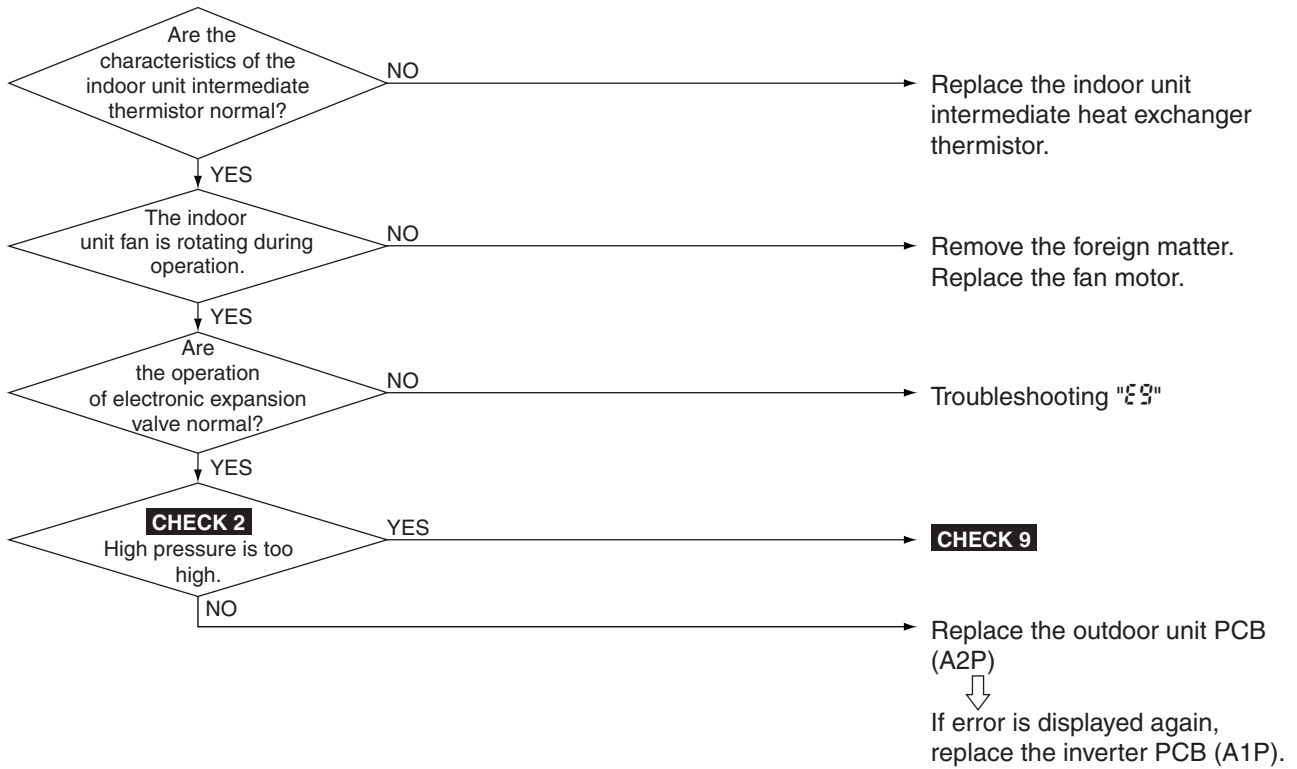 Are the
characteristics of the
indoor unit intermediate
thermistor normal?
NO
Replace the indoor unit
intermediate heat exchanger
thermistor.
YES
The indoor
unit fan is rotating during
operation.
NO
Remove the foreign matter.
Replace the fan motor.
YES
Are
the operation
of electronic expansion
valve normal?
NO
Troubleshooting "E9"
YES
CHECK 2
High pressure is too
high.
YES
CHECK 9
NO
Replace the outdoor unit PCB
(A2P)
If error is displayed again,
replace the inverter PCB (A1P).